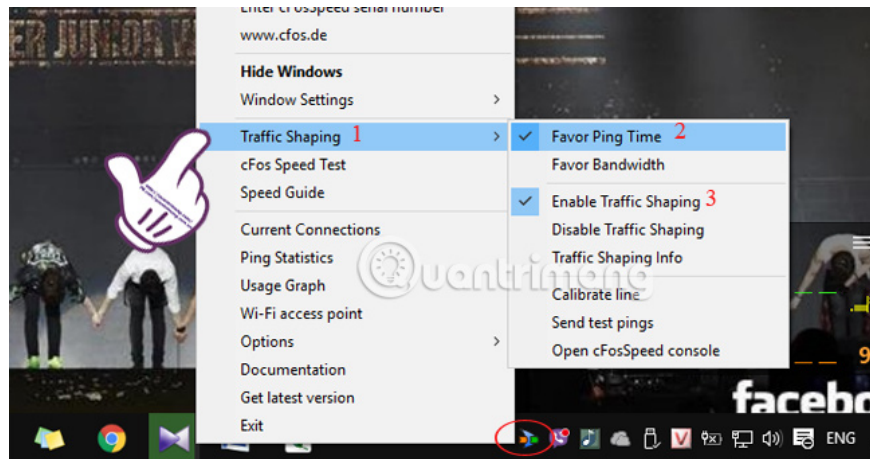 ER JUNIOR W
Enter cFosSpeed serial number
www.cfos.de
Hide Windows
Window Settings
Traffic Shaping 1
cFos Speed Test
Speed Guide
Current Connections
Ping Statistics
Usage Graph
Wi-Fi access point
Options
Documentation
Get latest version
Exit
Favor Ping Time 2
Favor Bandwidth
Enable Traffic Shaping 3
Disable Traffic Shaping
Traffic Shaping Info
Calibrate line
Send test pings
Open cFosSpeed console
Quantrimang
9
facebo
ENG